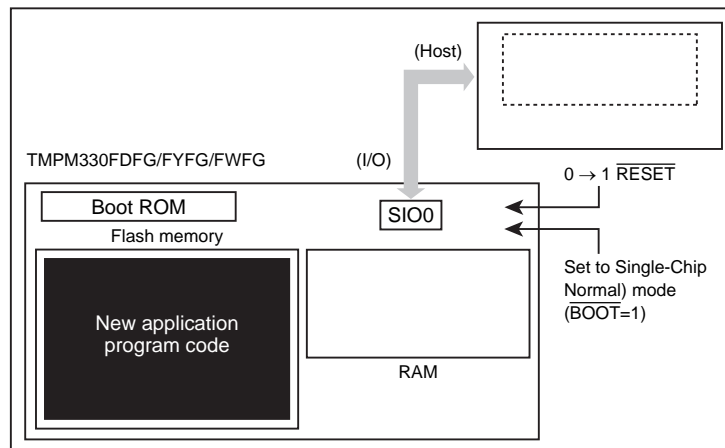 (Host)
TMPM330FDFG/FYFG/FWFG
(I/O)
0 → 1 RESET
Boot ROM
SIO0
Flash memory
Set to Single-Chip
Normal) mode
(BOOT=1)
New application
program code
RAM